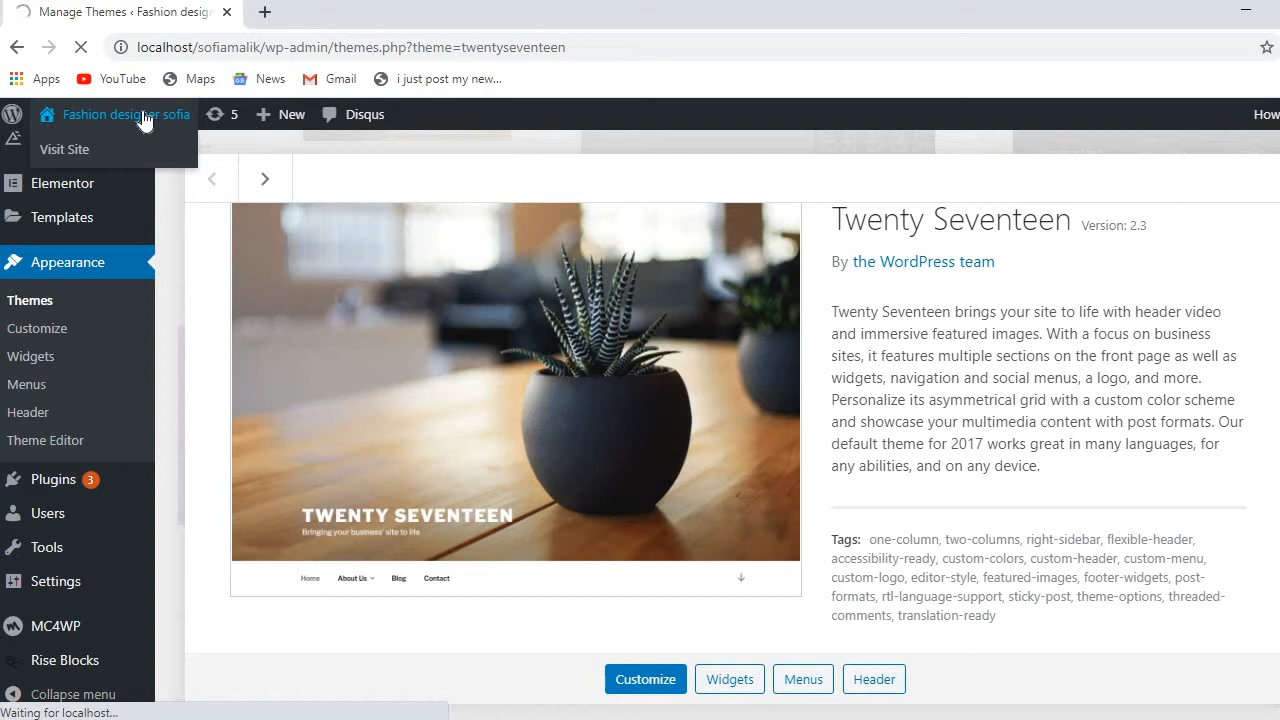 Manage Themes ‹ Fashion desig
localhost/sofiamalik/wp-admin/themes.php?theme=twentyseventeen
Apps YouTube Maps News Gmail i just post my new...
Fashion designer sofia 5 New Disqus How
Visit Site
Elementor
Templates
Appearance
Themes
Customize
Widgets
Menus
Header
Theme Editor
Plugins 3
Users
Tools
Settings
MC4WP
Rise Blocks
Collapse menu
Waiting for localhost...
TWENTY SEVENTEEN
Bringing your business' site to life
Home About Us Blog Contact
Twenty Seventeen Version: 2.3
By the WordPress team
Twenty Seventeen brings your site to life with header video
and immersive featured images. With a focus on business
sites, it features multiple sections on the front page as well as
widgets, navigation and social menus, a logo, and more.
Personalize its asymmetrical grid with a custom color scheme
and showcase your multimedia content with post formats. Our
default theme for 2017 works great in many languages, for
any abilities, and on any device.
Tags: one-column, two-columns, right-sidebar, flexible-header,
accessibility-ready, custom-colors, custom-header, custom-menu,
custom-logo, editor-style, featured-images, footer-widgets, post-
formats, rtl-language-support, sticky-post, theme-options, threaded-
comments, translation-ready
Customize Widgets Menus Header